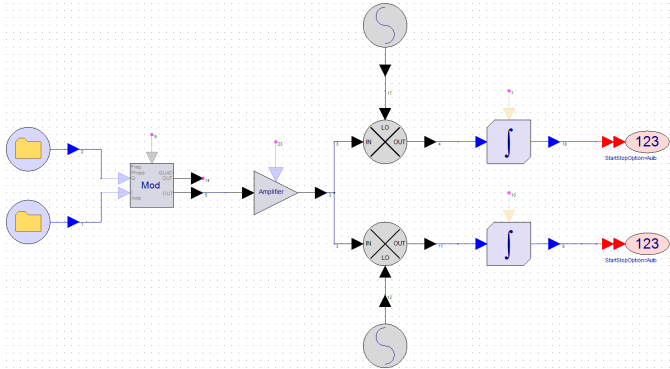 LO
IN
OUT
123
StartStopOption=Auto
Freq
Phase
QUAD
Q
OUT
Mod
I
OUT
Amp
Amplifier
IN
OUT
LO
123
StartStopOption=Auto